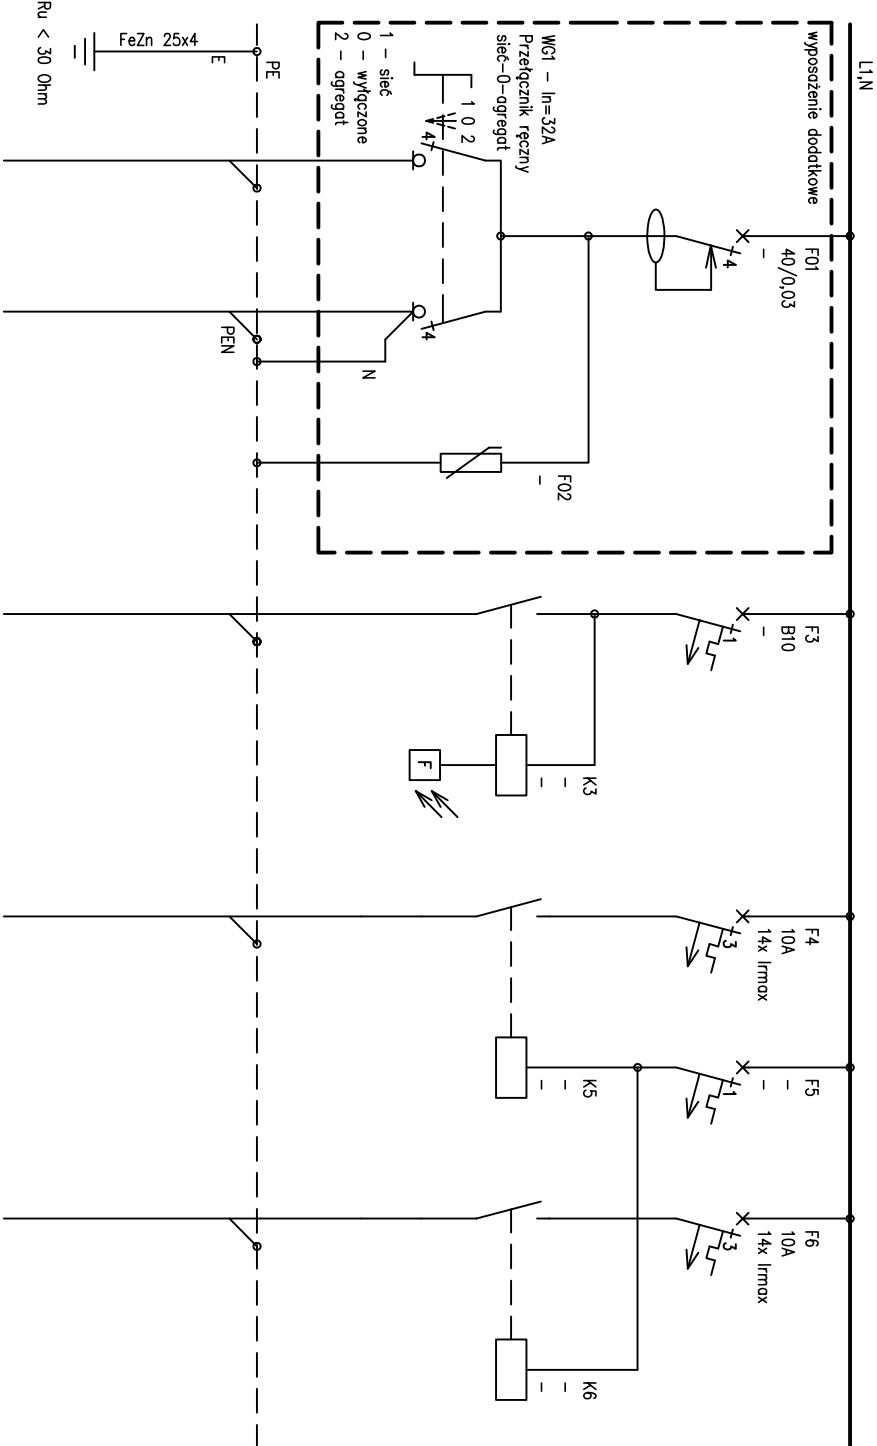 L1,N
wyposażenie dodatkowe
F01
40/0,03
-
4
WG1 - In=32A
Przełącznik ręczny
sieć-0-agregat
1 0 2
4
4
1 - sieć
0 - wyłączone
2 - agregat
N
F02
-
PE
FeZn 25x4
E
Ru < 30 Ohm
PEN
F3
B10
-
1
K3
-
-
F
F4
10A
14x Irmax
3
F5
-
-
1
K5
-
-
F6
10A
14x Irmax
3
K6
-
-